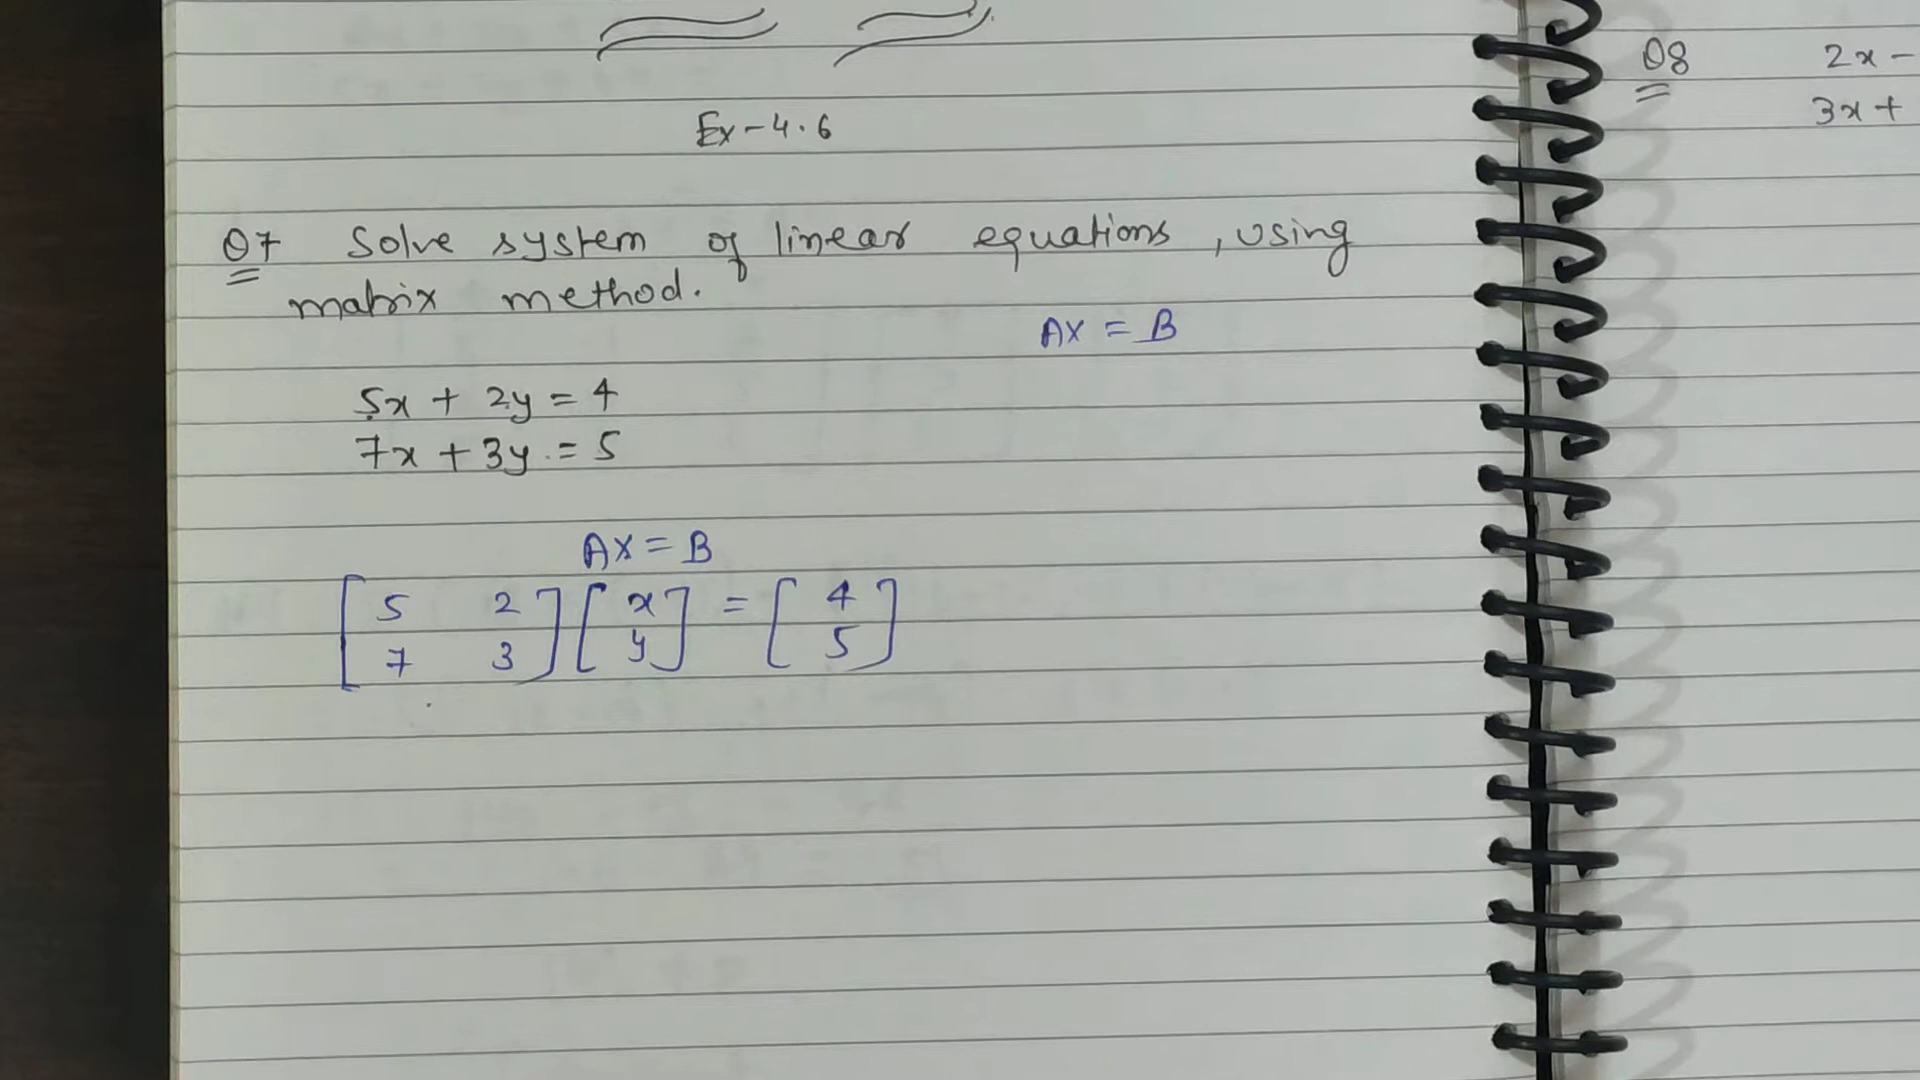 Ex-4.6
Q7 Solve system of linear equations, using
matrix method.
AX = B
5x + 2y = 4
7x + 3y = 5
AX = B
[5 2] [x] = [4]
[7 3] [y] [5]
Q8 2x -
3x +